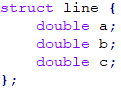 struct line {
    double a;
    double b;
    double c;
};